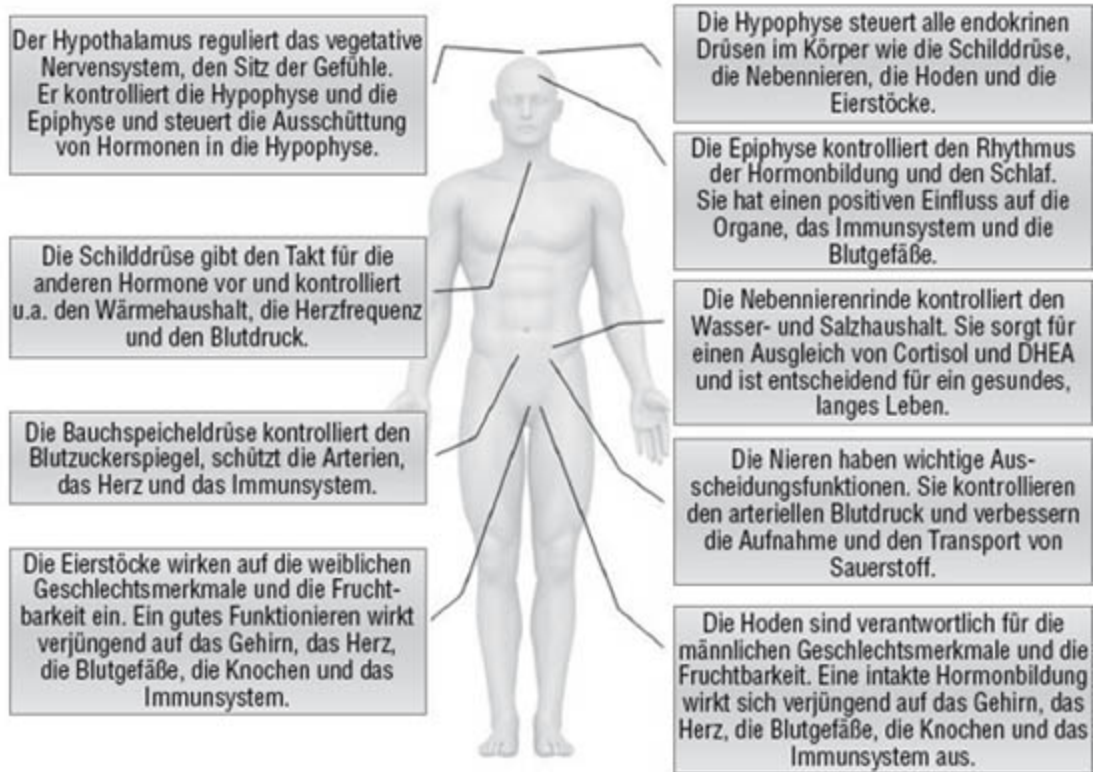 Der Hypothalamus reguliert das vegetative
Nervensystem, den Sitz der Gefühle.
Er kontrolliert die Hypophyse und die
Epiphyse und steuert die Ausschüttung
von Hormonen in die Hypophyse.
Die Schilddrüse gibt den Takt für die
anderen Hormone vor und kontrolliert
u.a. den Wärmehaushalt, die Herzfrequenz
und den Blutdruck.
Die Bauchspeicheldrüse kontrolliert den
Blutzuckerspiegel, schützt die Arterien,
das Herz und das Immunsystem.
Die Eierstöcke wirken auf die weiblichen
Geschlechtsmerkmale und die Frucht-
barkeit ein. Ein gutes Funktionieren wirkt
verjüngend auf das Gehirn, das Herz,
die Blutgefäße, die Knochen und das
Immunsystem.
Die Hypophyse steuert alle endokrinen
Drüsen im Körper wie die Schilddrüse,
die Nebennieren, die Hoden und die
Eierstöcke.
Die Epiphyse kontrolliert den Rhythmus
der Hormonbildung und den Schlaf.
Sie hat einen positiven Einfluss auf die
Organe, das Immunsystem und die
Blutgefäße.
Die Nebennierenrinde kontrolliert den
Wasser- und Salzhaushalt. Sie sorgt für
einen Ausgleich von Cortisol und DHEA
und ist entscheidend für ein gesundes,
langes Leben.
Die Nieren haben wichtige Aus-
scheidungsfunktionen. Sie kontrollieren
den arteriellen Blutdruck und verbessern
die Aufnahme und den Transport von
Sauerstoff.
Die Hoden sind verantwortlich für die
männlichen Geschlechtsmerkmale und die
Fruchtbarkeit. Eine intakte Hormonbildung
wirkt sich verjüngend auf das Gehirn, das
Herz, die Blutgefäße, die Knochen und das
Immunsystem aus.